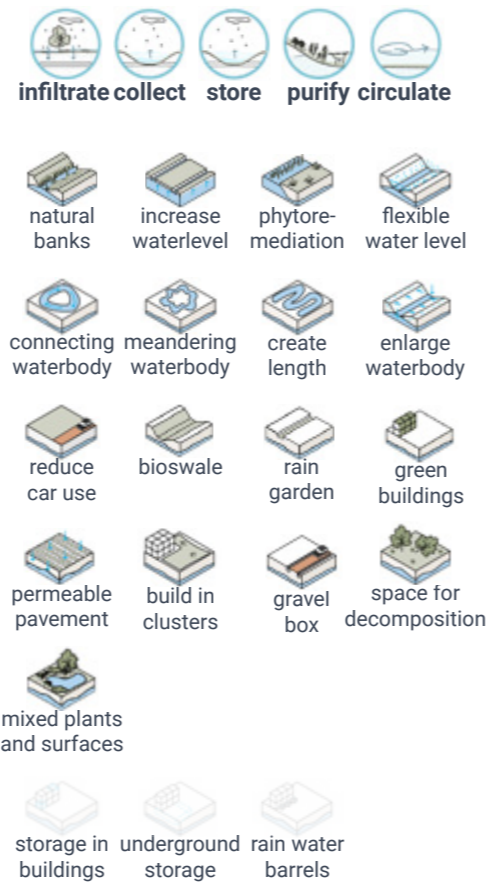 infiltrate collect store purify circulate
natural banks
increase waterlevel
phytore-
mediation
flexible water level
connecting waterbody
meandering waterbody
create length
enlarge waterbody
reduce car use
bioswale
rain garden
green buildings
permeable pavement
build in clusters
gravel box
space for decomposition
mixed plants and surfaces
storage in buildings
underground storage
rain water barrels